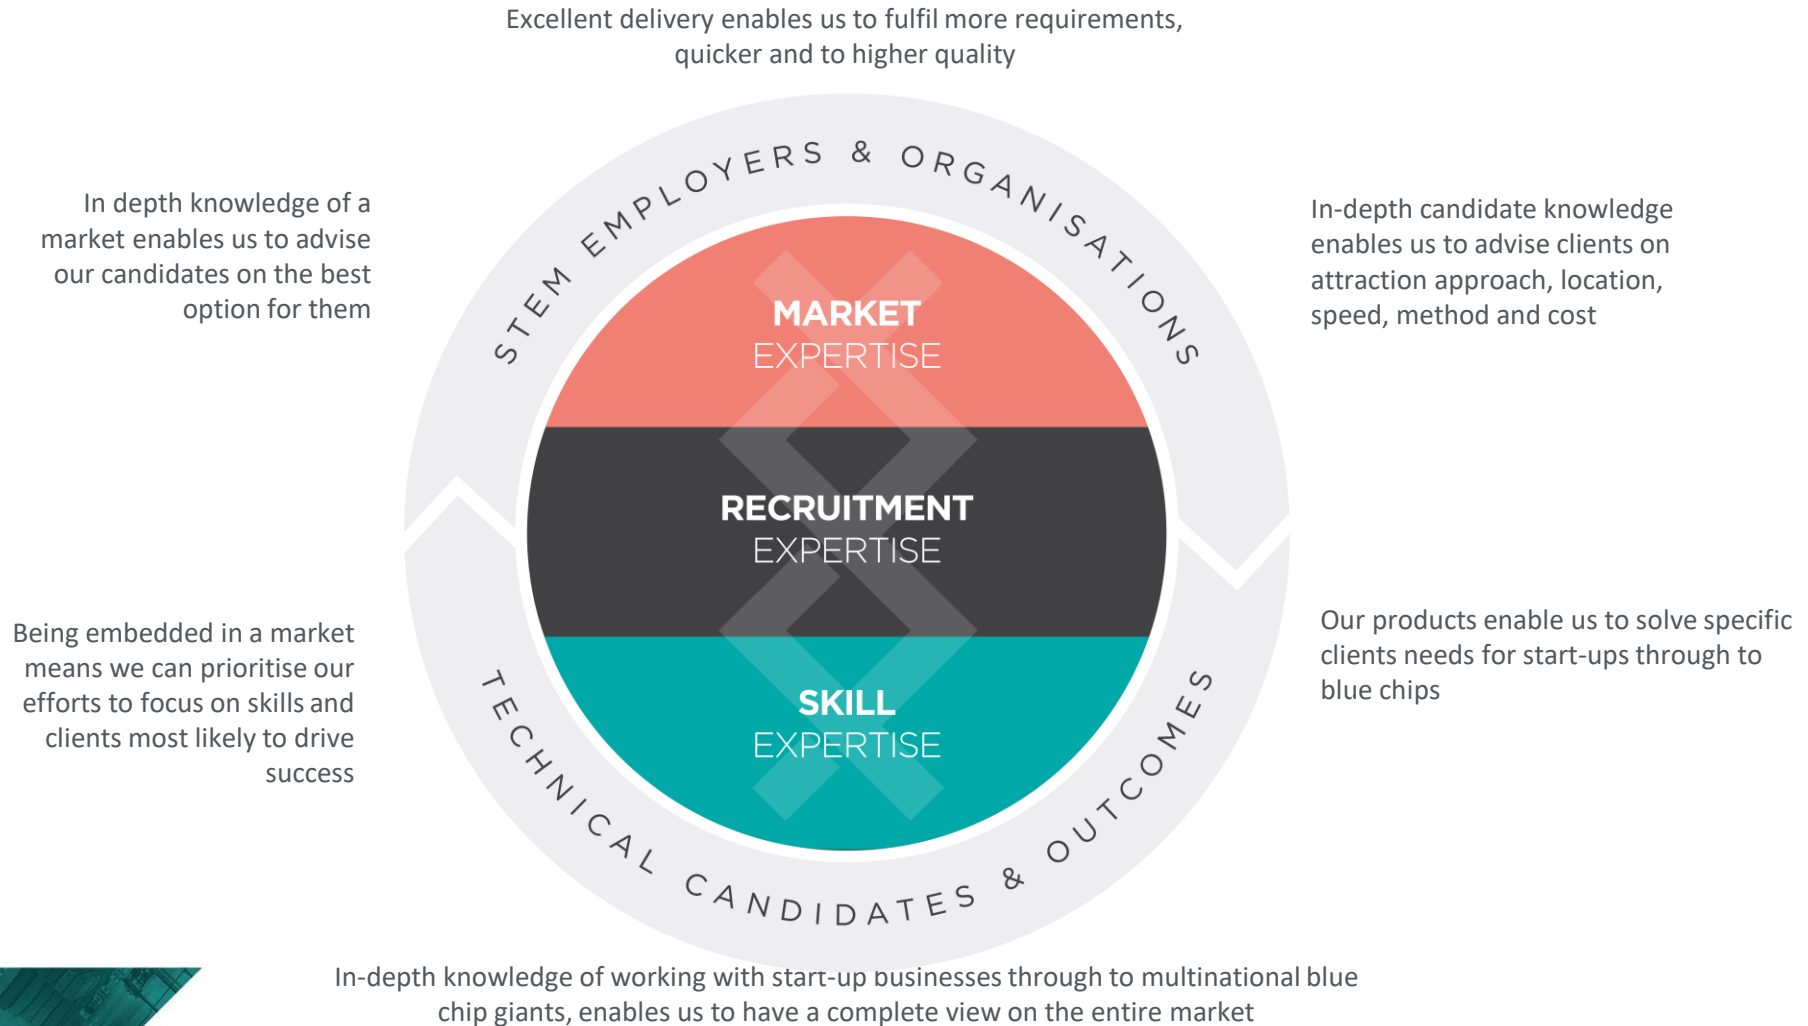 Excellent delivery enables us to fulfil more requirements,
quicker and to higher quality
STEM EMPLOYERS & ORGANISATIONS
In depth knowledge of a
market enables us to advise
our candidates on the best
option for them
In-depth candidate knowledge
enables us to advise clients on
attraction approach, location,
speed, method and cost
MARKET
EXPERTISE
RECRUITMENT
EXPERTISE
SKILL
EXPERTISE
Being embedded in a market
means we can prioritise our
efforts to focus on skills and
clients most likely to drive
success
Our products enable us to solve specific
clients needs for start-ups through to
blue chips
TECHNICAL CANDIDATES & OUTCOMES
In-depth knowledge of working with start-up businesses through to multinational blue
chip giants, enables us to have a complete view on the entire market